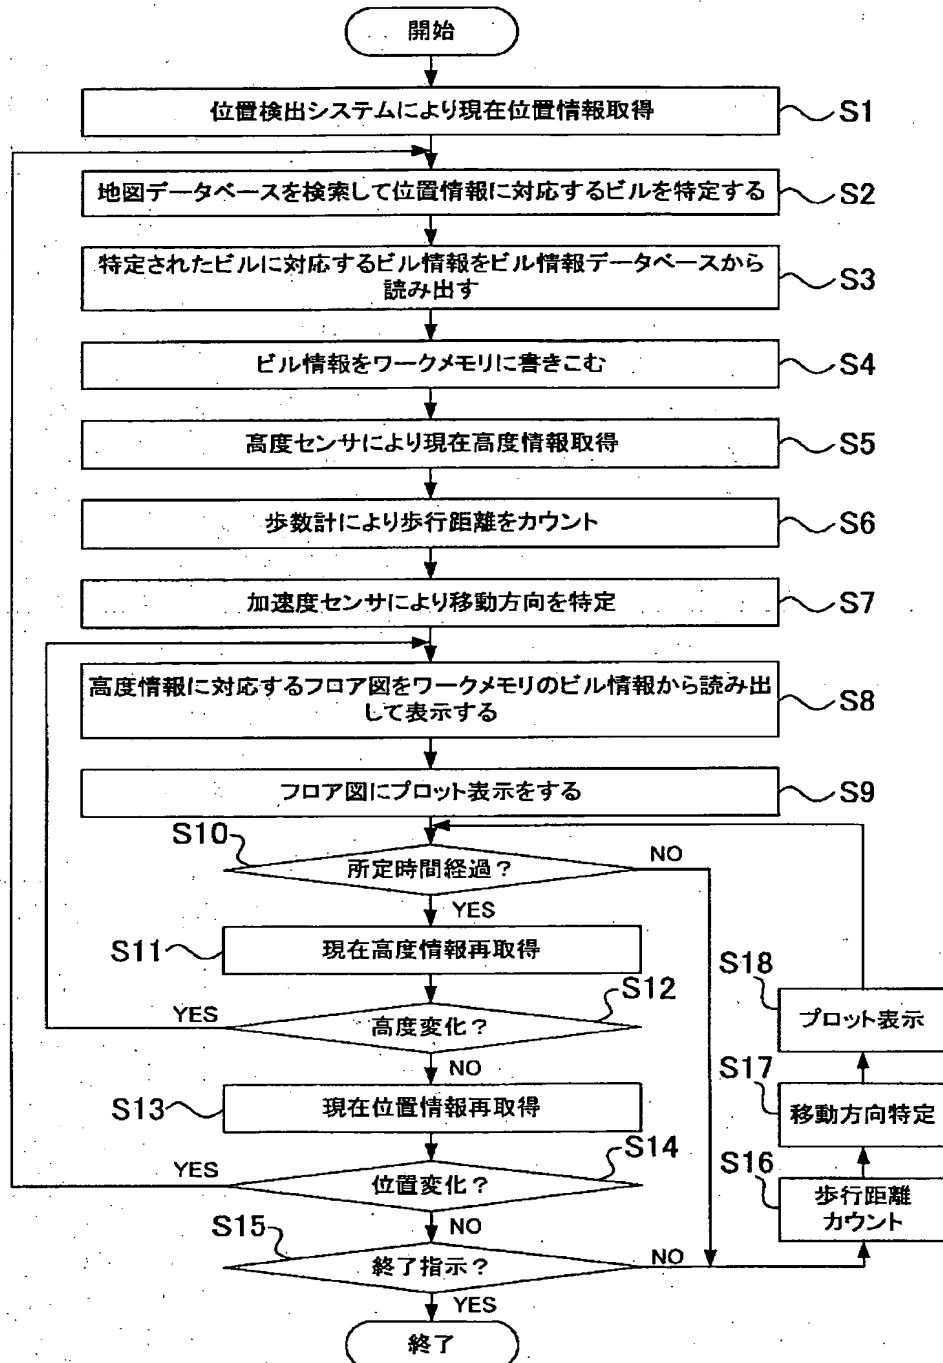 開始
位置検出システムにより現在位置情報取得
S1
地図データベースを検索して位置情報に対応するビルを特定する
S2
特定されたビルに対応するビル情報をビル情報データベースから
読み出す
S3
ビル情報をワークメモリに書きこむ
S4
高度センサにより現在高度情報取得
S5
歩数計により歩行距離をカウント
S6
加速度センサにより移動方向を特定
S7
高度情報に対応するフロア図をワークメモリのビル情報から読み出
して表示する
S8
フロア図にプロット表示をする
S9
S10
所定時間経過？
NO
YES
S11
現在高度情報再取得
S12
高度変化？
YES
NO
S13
現在位置情報再取得
S14
位置変化？
YES
NO
S15
終了指示？
NO
YES
終了
S18
プロット表示
S17
移動方向特定
S16
歩行距離
カウント